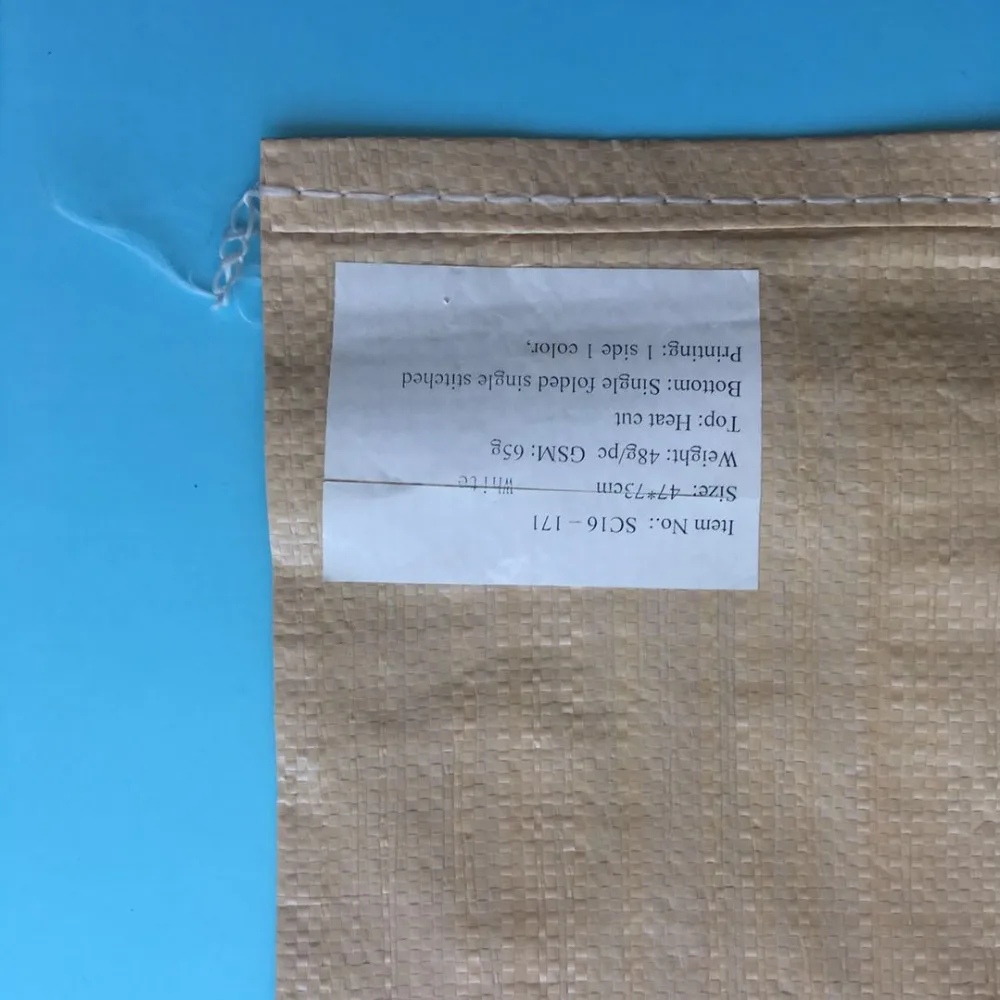 Item No.: SC16-171
Size: 47*73cm White
Weight: 48g/pc GSM: 65g
Top: Heat cut
Bottom: Single folded single stitched
Printing: 1 side 1 color,